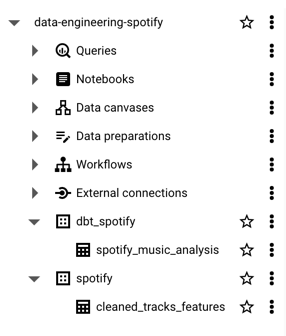 data-engineering-spotify
Queries
Notebooks
Data canvases
Data preparations
Workflows
External connections
dbt_spotify
spotify_music_analysis
spotify
cleaned_tracks_features